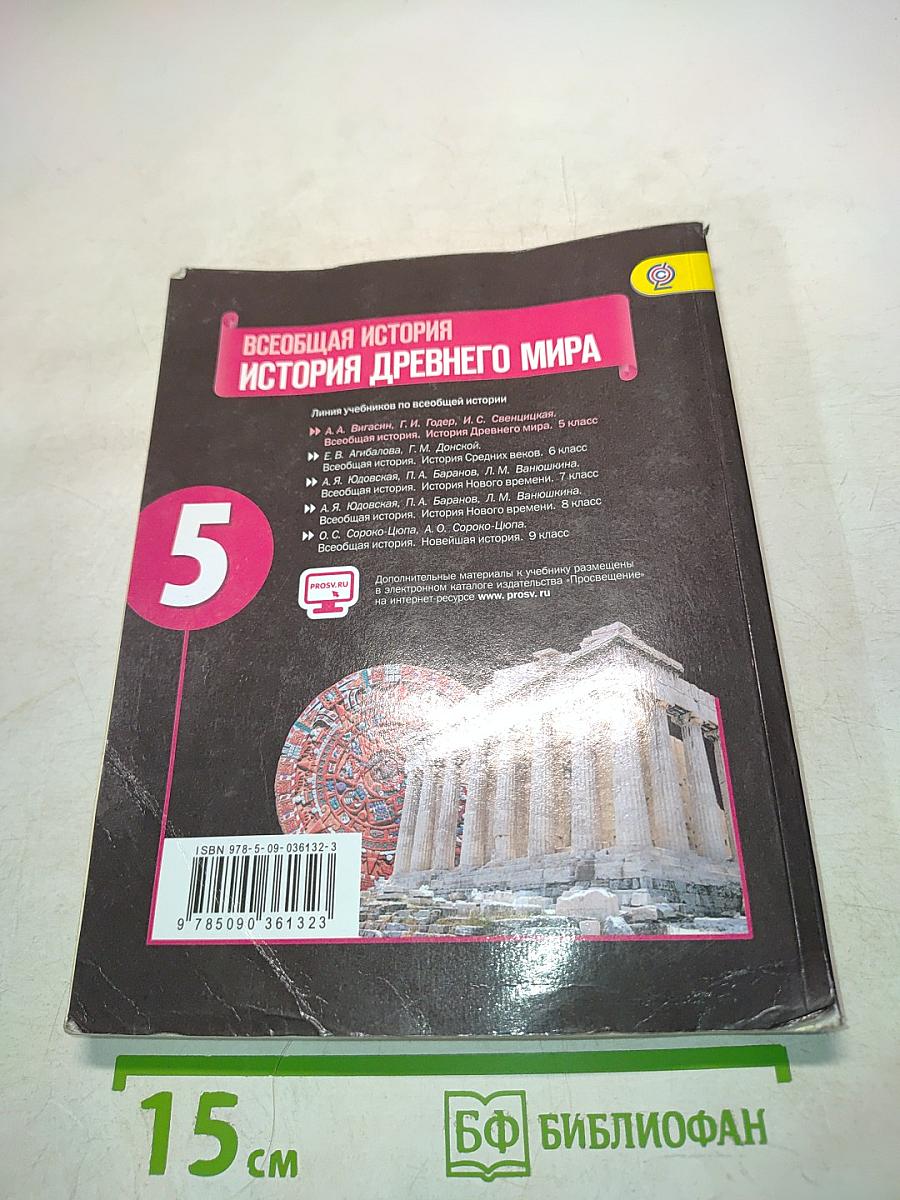 ВСЕОБЩАЯ ИСТОРИЯ
ИСТОРИЯ ДРЕВНЕГО МИРА
Линия учебников по всеобщей истории
А. А. Вигасин, Г. И. Годер, И. С. Свенцицкая.
Всеобщая история. История Древнего мира. 5 класс
Е. В. Агибалова, Г. М. Донской.
Всеобщая история. История Средних веков. 6 класс
А. Я. Юдовская, П. А. Баранов, Л. М. Ванюшкина.
Всеобщая история. История Нового времени. 7 класс
А. Я. Юдовская, П. А. Баранов, Л. М. Ванюшкина.
Всеобщая история. История Нового времени. 8 класс
О. С. Сороко-Цюпа, А. О. Сороко-Цюпа.
Всеобщая история. Новейшая история. 9 класс
5
PROSV.RU
Дополнительные материалы к учебнику размещены
в электронном каталоге издательства «Просвещение»
на интернет-ресурсе www. prosv. ru
ISBN 978-5-09-036132-3
9 785090 361323
15 см
БФ БИБЛИОФАН